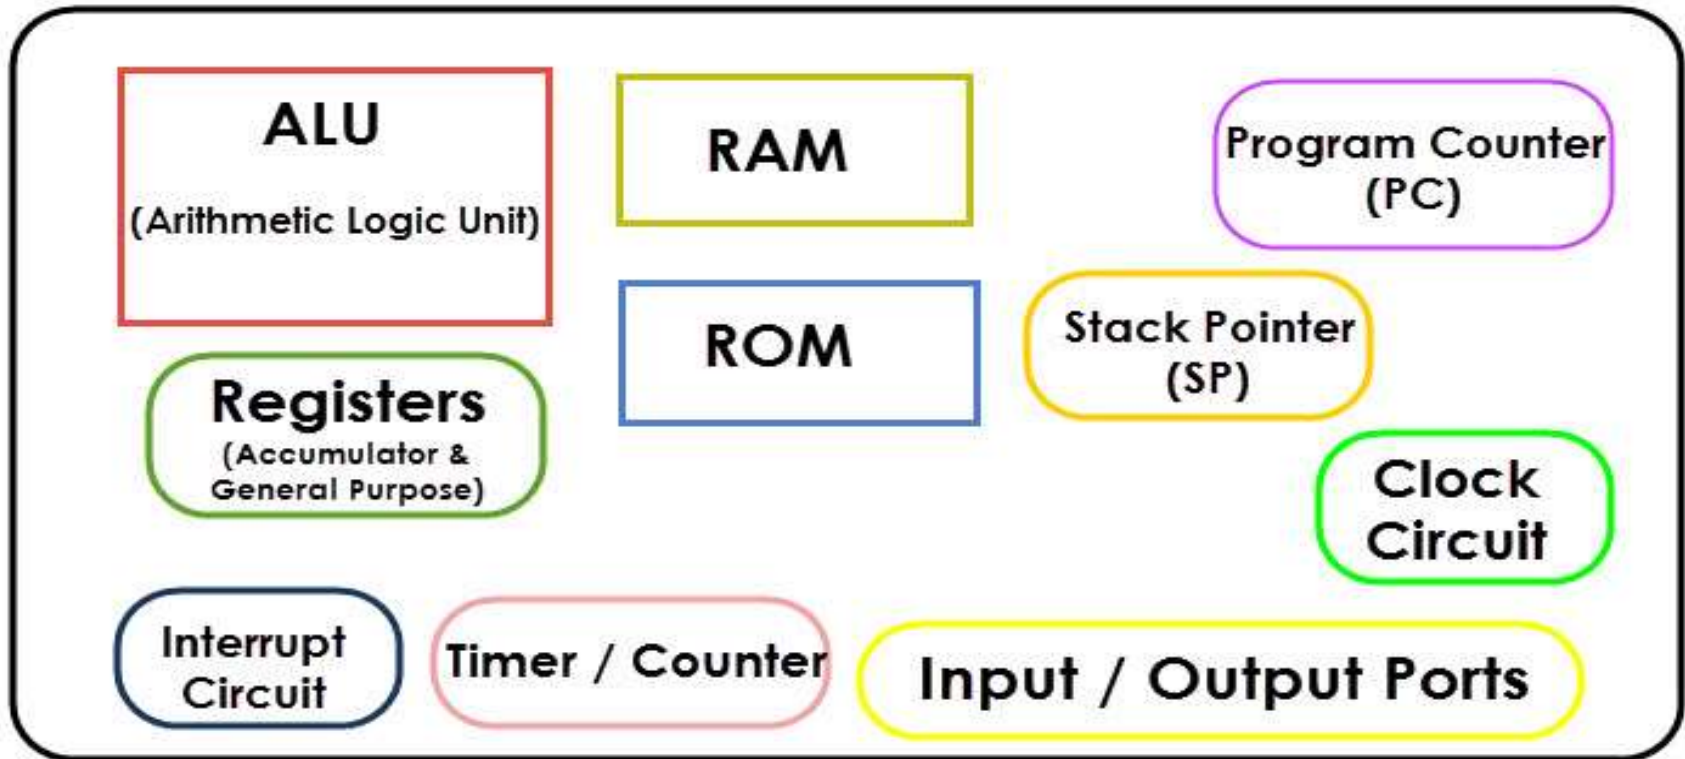 ALU
(Arithmetic Logic Unit)
RAM
Program Counter
(PC)
ROM
Stack Pointer
(SP)
Registers
(Accumulator &
General Purpose)
Clock
Circuit
Interrupt
Circuit
Timer / Counter
Input / Output Ports